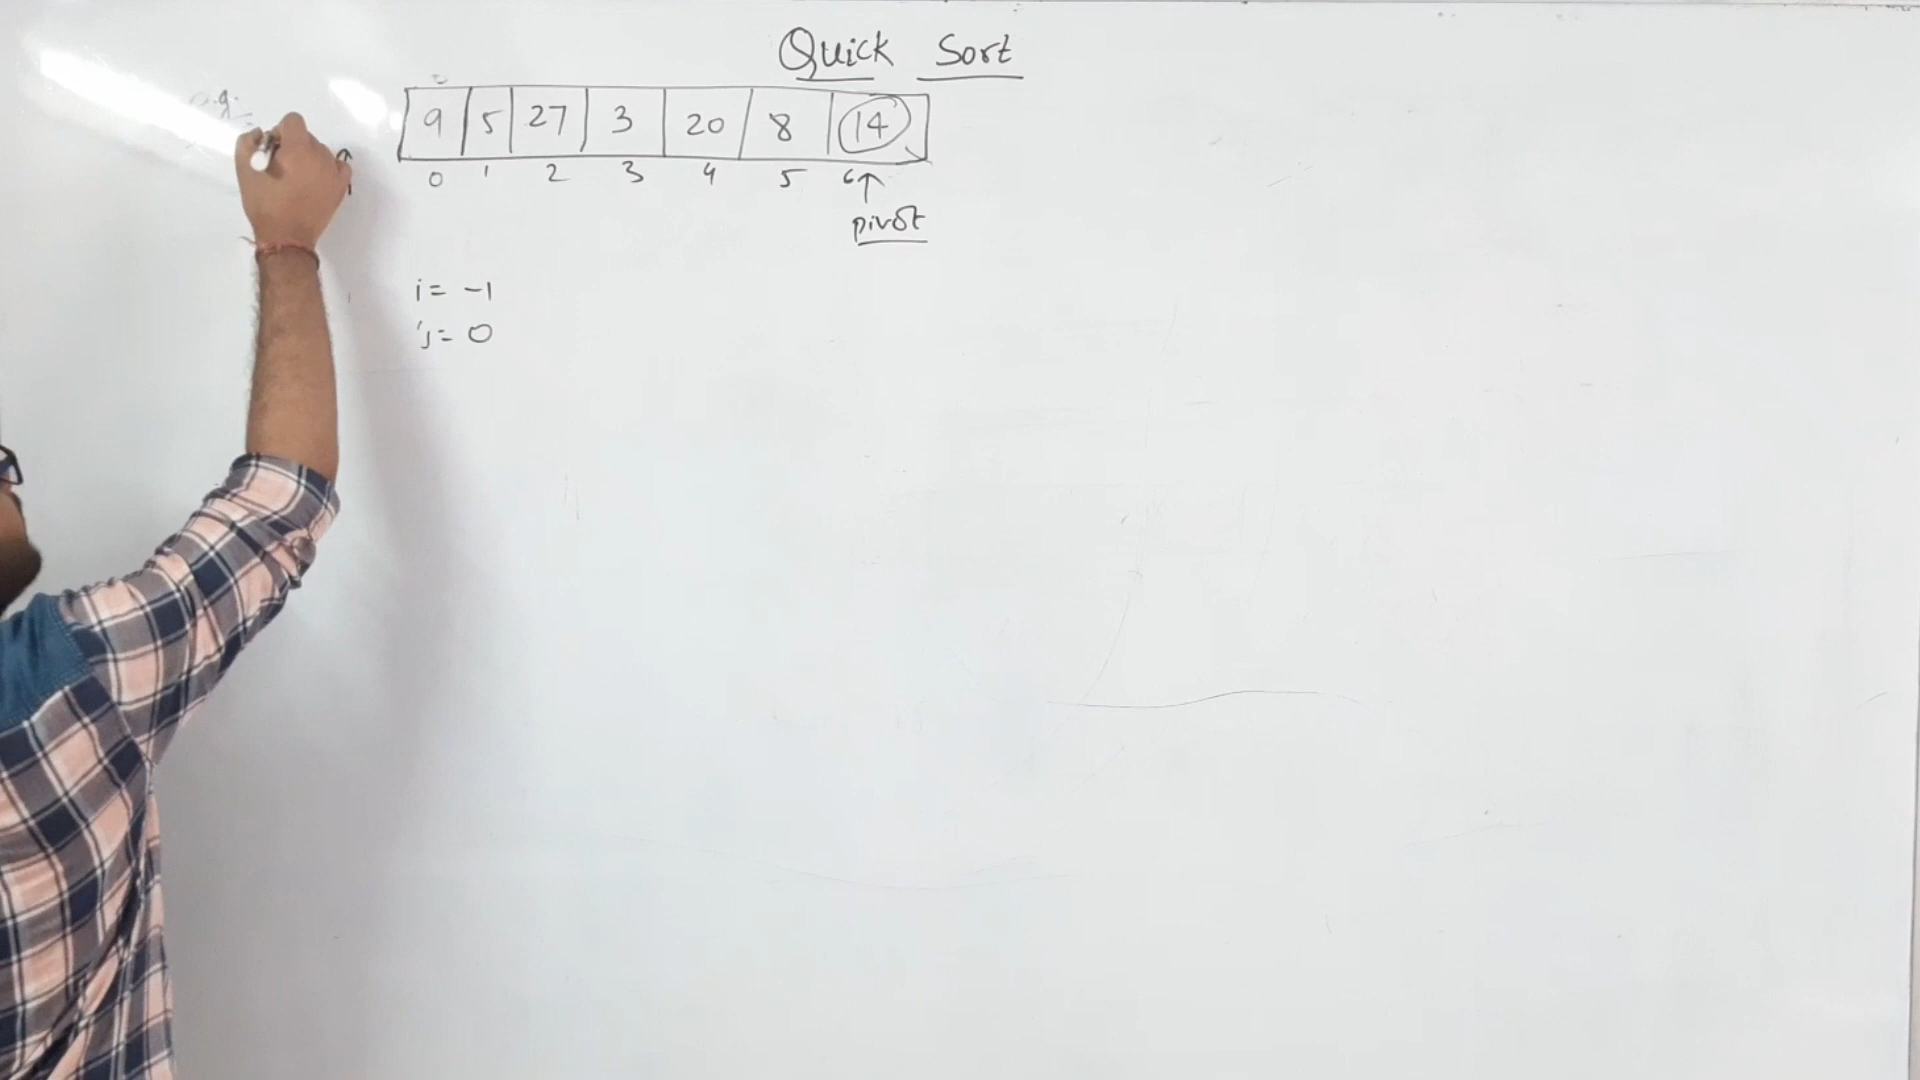 Quick Sort
e.g.
9 5 27 3 20 8 14
0 1 2 3 4 5 6
pivot
i = -1
j = 0